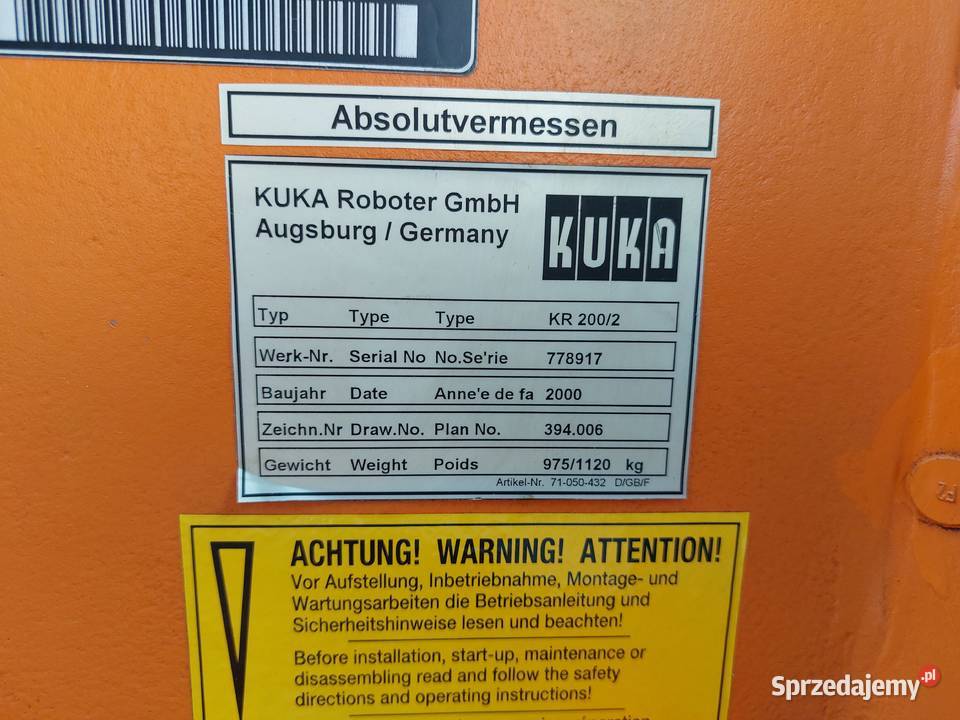 Absolutvermessen
KUKA Roboter GmbH
Augsburg / Germany
KUKA
Typ Type Type KR 200/2
Werk-Nr. Serial No No.Se'rie 778917
Baujahr Date Anne'e de fa 2000
Zeichn.Nr Draw.No. Plan No. 394.006
Gewicht Weight Poids 975/1120 kg
Artikel-Nr. 71-050-432 D/GB/F
ACHTUNG! WARNING! ATTENTION!
Vor Aufstellung, Inbetriebnahme, Montage- und
Wartungsarbeiten die Betriebsanleitung und
Sicherheitshinweise lesen und beachten!
Before installation, start-up, maintenance or
disassembling read and follow the safety
directions and operating instructions!
Sprzedajemy.pl